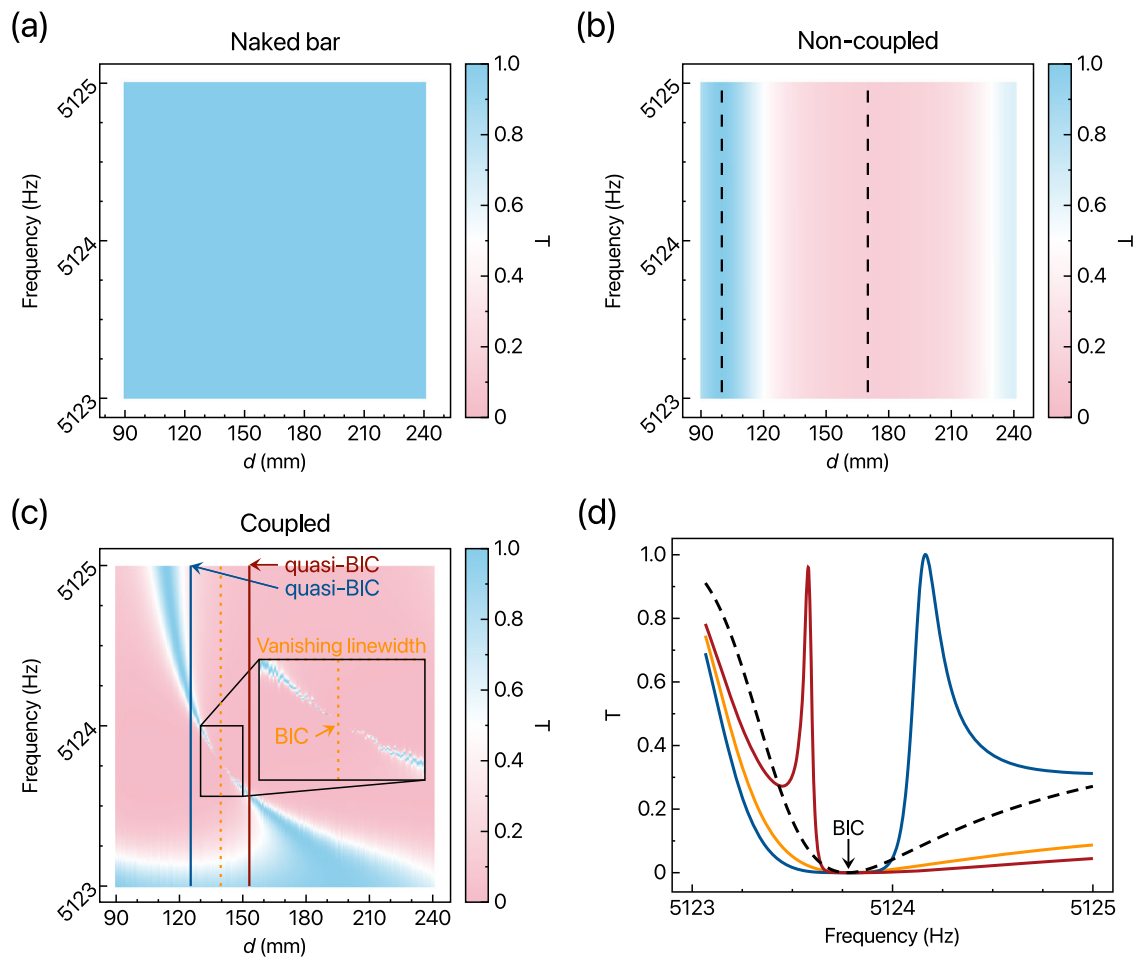 (a)
Naked bar
5125
5124
5123
Frequency (Hz)
90 120 150 180 210 240
d (mm)
1.0
0.8
0.6
0.4
0.2
0
T
(b)
Non-coupled
5125
5124
5123
Frequency (Hz)
90 120 150 180 210 240
d (mm)
1.0
0.8
0.6
0.4
0.2
0
T
(c)
Coupled
5125
5124
5123
Frequency (Hz)
quasi-BIC
quasi-BIC
Vanishing linewidth
BIC
90 120 150 180 210 240
d (mm)
1.0
0.8
0.6
0.4
0.2
0
T
(d)
1.0
0.8
0.6
0.4
0.2
0
T
BIC
5123 5124 5125
Frequency (Hz)